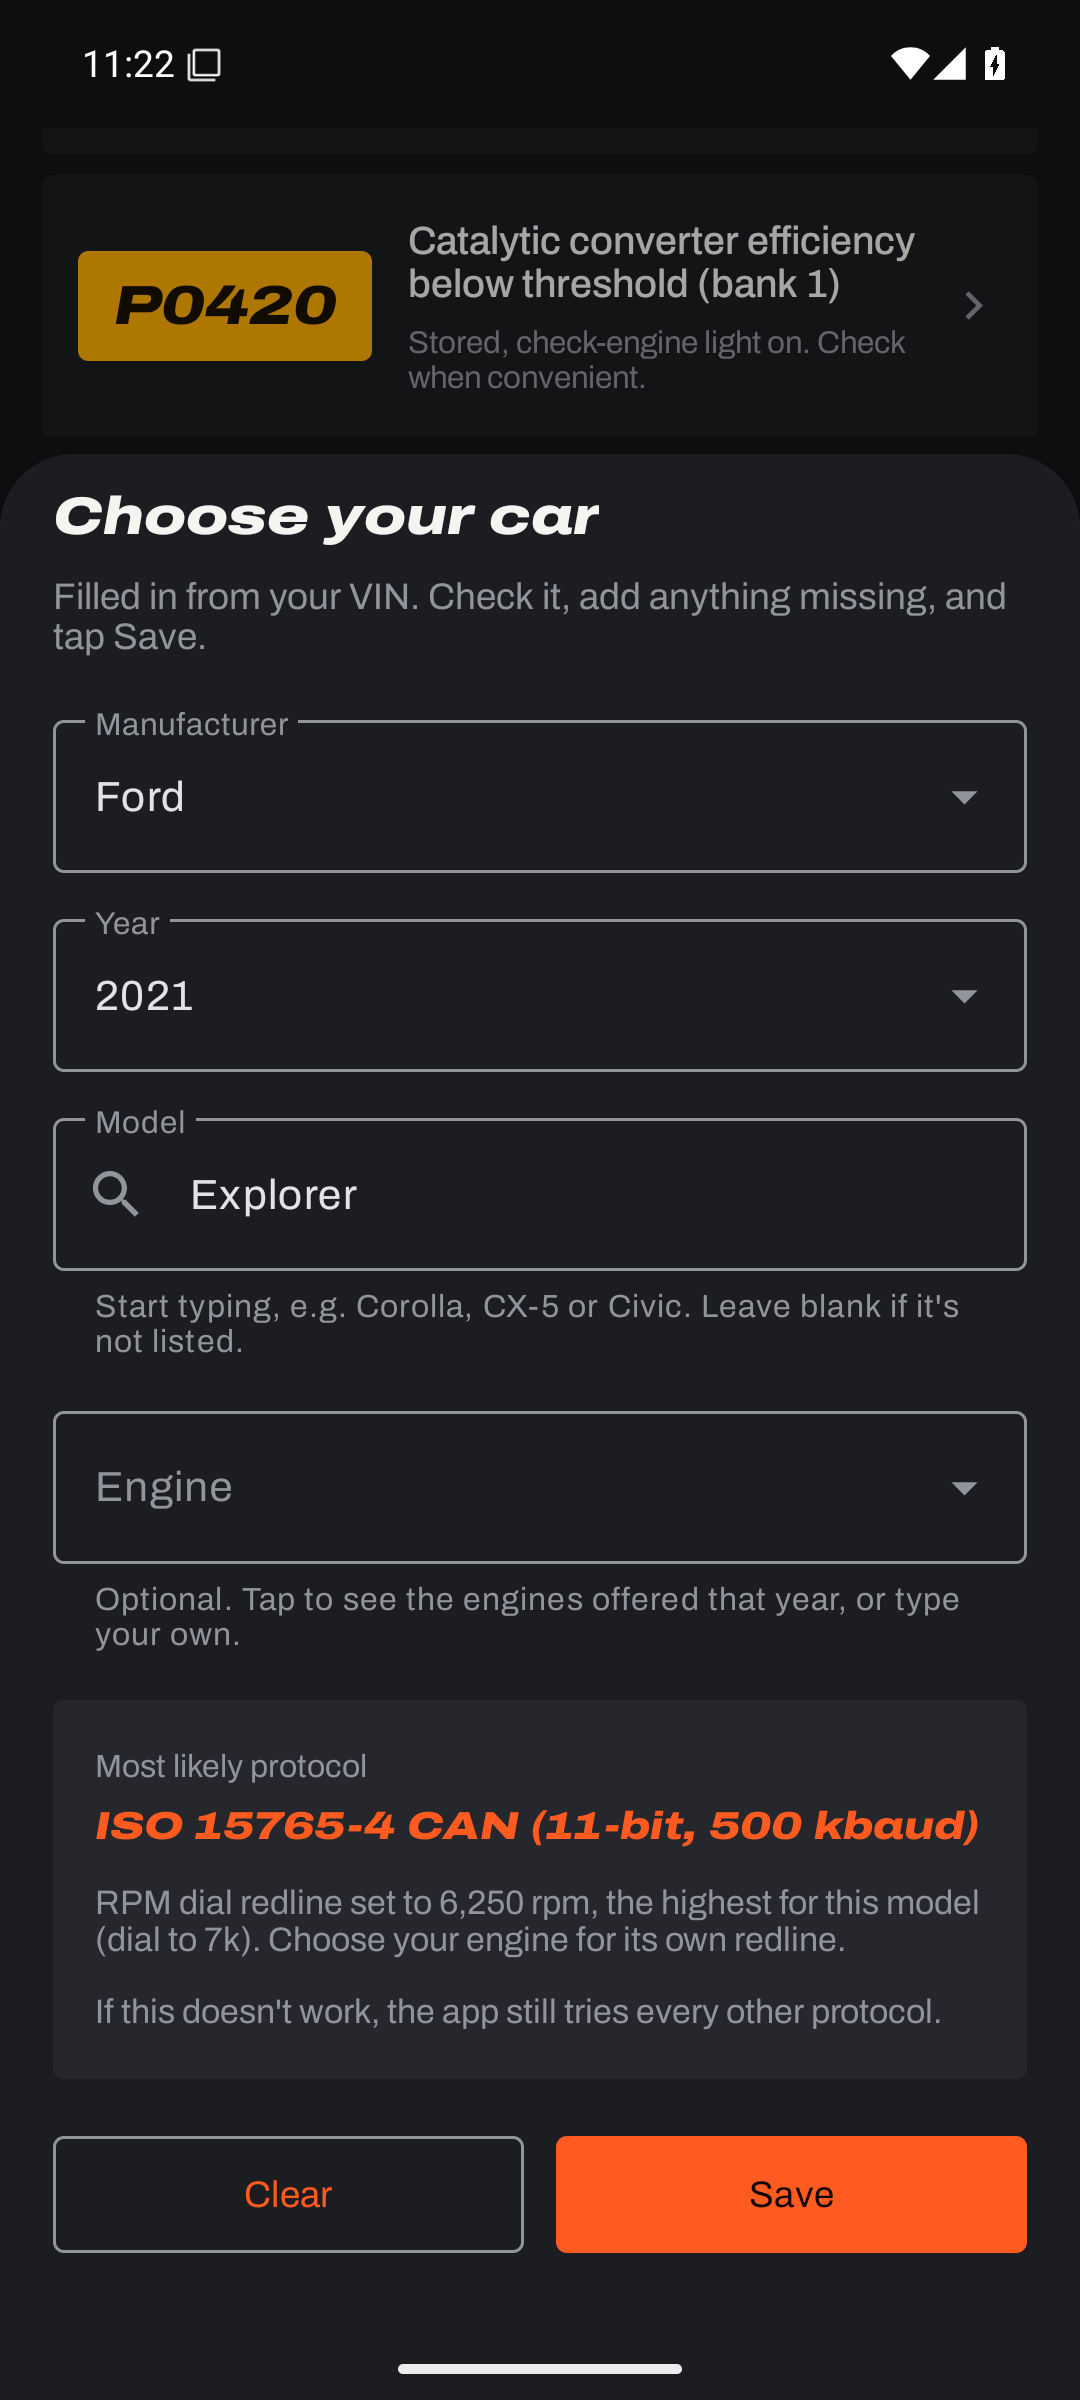 11:22
P0420
Catalytic converter efficiency
below threshold (bank 1)
Stored, check-engine light on. Check
when convenient.
Choose your car
Filled in from your VIN. Check it, add anything missing, and
tap Save.
Manufacturer
Ford
Year
2021
Model
Explorer
Start typing, e.g. Corolla, CX-5 or Civic. Leave blank if it's
not listed.
Engine
Optional. Tap to see the engines offered that year, or type
your own.
Most likely protocol
ISO 15765-4 CAN (11-bit, 500 kbaud)
RPM dial redline set to 6,250 rpm, the highest for this model
(dial to 7k). Choose your engine for its own redline.
If this doesn't work, the app still tries every other protocol.
Clear
Save